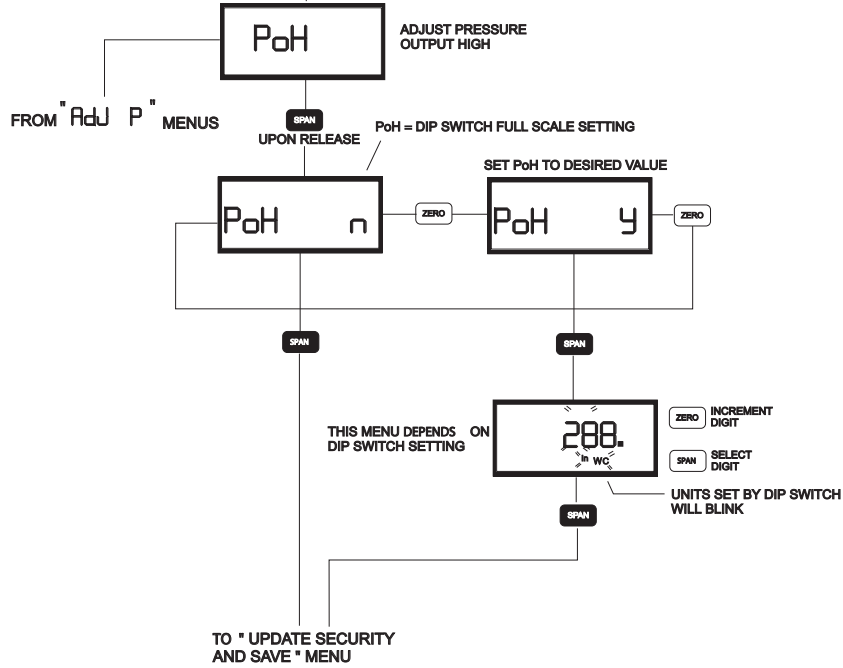 PoH
ADJUST PRESSURE
OUTPUT HIGH
FROM "AdJ P" MENUS
SPAN
UPON RELEASE
PoH = DIP SWITCH FULL SCALE SETTING
SET PoH TO DESIRED VALUE
PoH n
ZERO
PoH y
ZERO
SPAN
SPAN
THIS MENU DEPENDS ON
DIP SWITCH SETTING
288.
in WC
ZERO
INCREMENT
DIGIT
SPAN
SELECT
DIGIT
UNITS SET BY DIP SWITCH
WILL BLINK
SPAN
TO " UPDATE SECURITY
AND SAVE " MENU